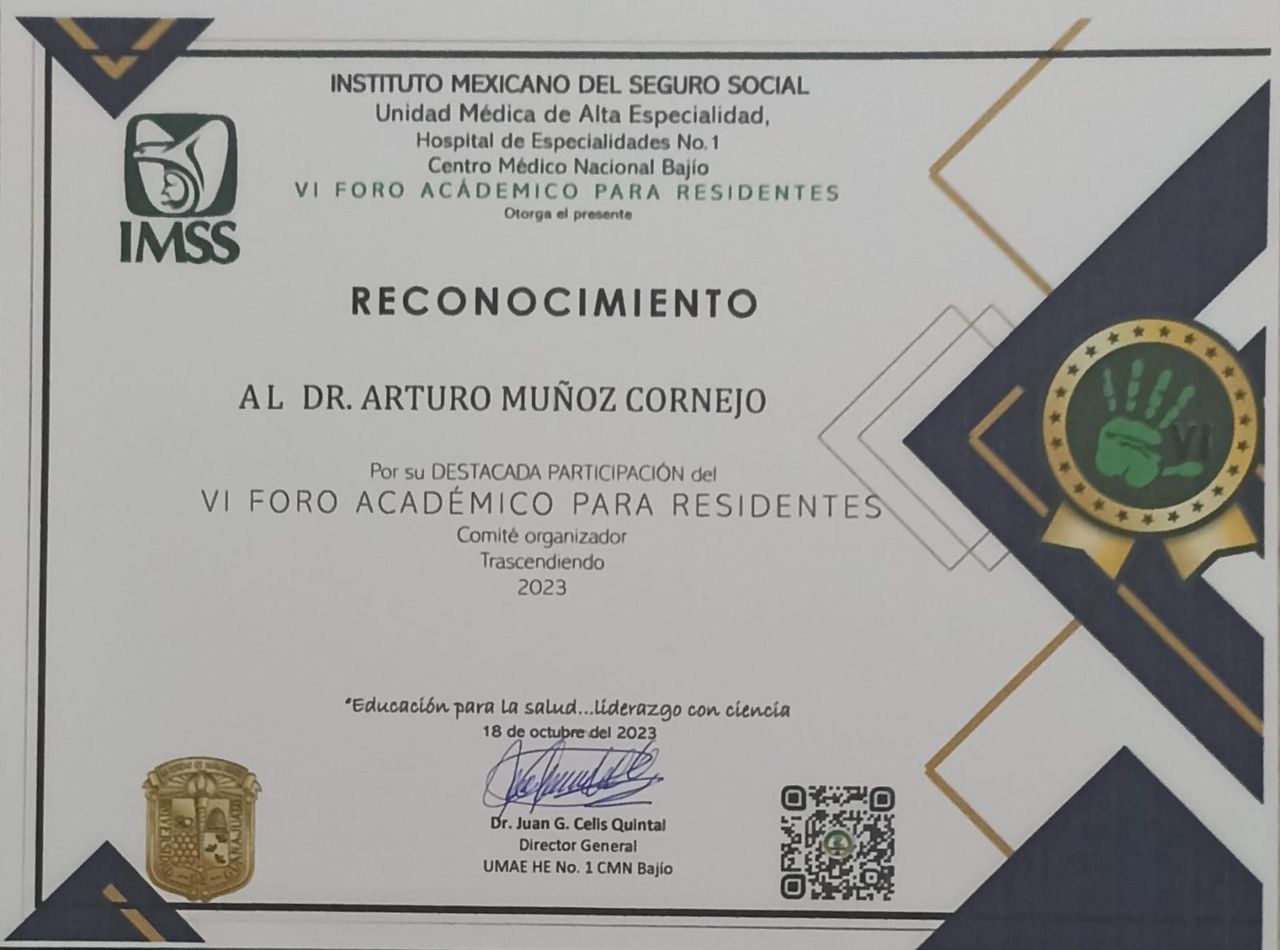 INSTITUTO MEXICANO DEL SEGURO SOCIAL
Unidad Médica de Alta Especialidad,
Hospital de Especialidades No.1
Centro Médico Nacional Bajío
VI FORO ACÁDEMICO PARA RESIDENTES
Otorga el presente
IMSS
RECONOCIMIENTO
AL DR. ARTURO MUÑOZ CORNEJO
VI
Por su DESTACADA PARTICIPACIÓN del
VI FORO ACADÉMICO PARA RESIDENTES
Comité organizador
Trascendiendo
2023
"Educación para la salud...liderazgo con ciencia
18 de octubre del 2023
Dr. Juan G. Celis Quintal
Director General
UMAE HE No. 1 CMN Bajío